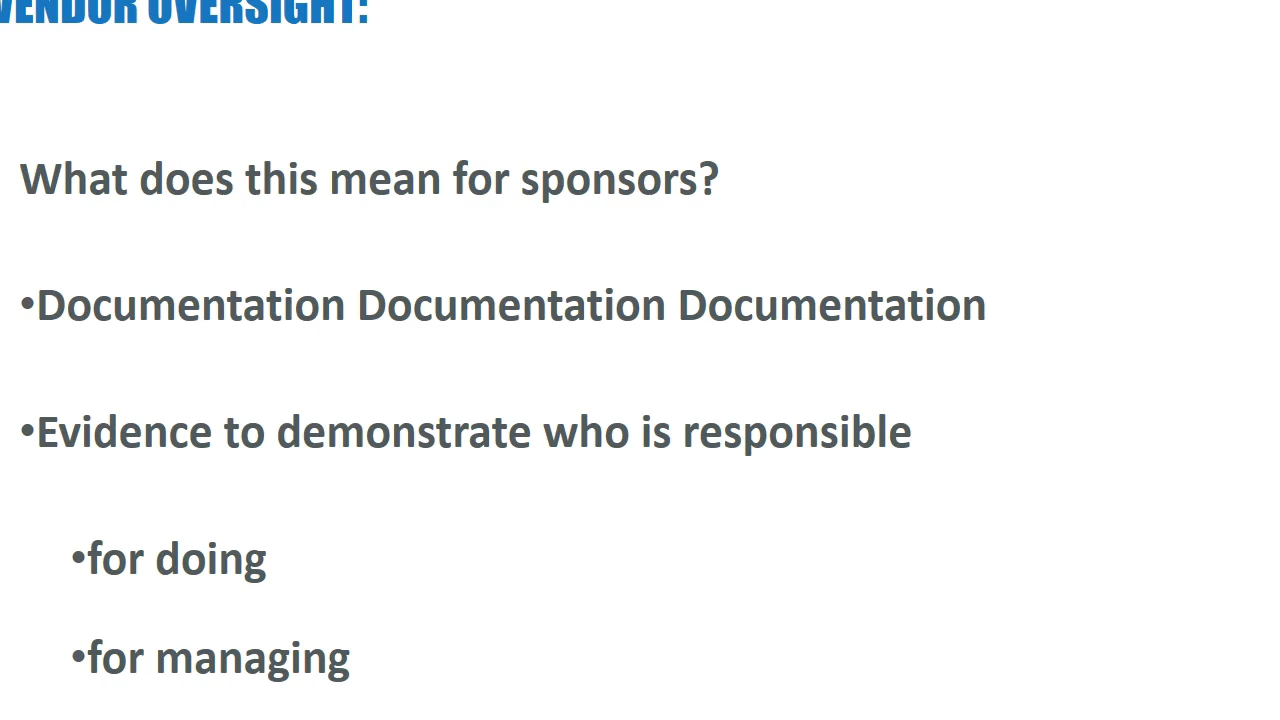 VENDOR OVERSIGHT:
What does this mean for sponsors?
•Documentation Documentation Documentation
•Evidence to demonstrate who is responsible
•for doing
•for managing